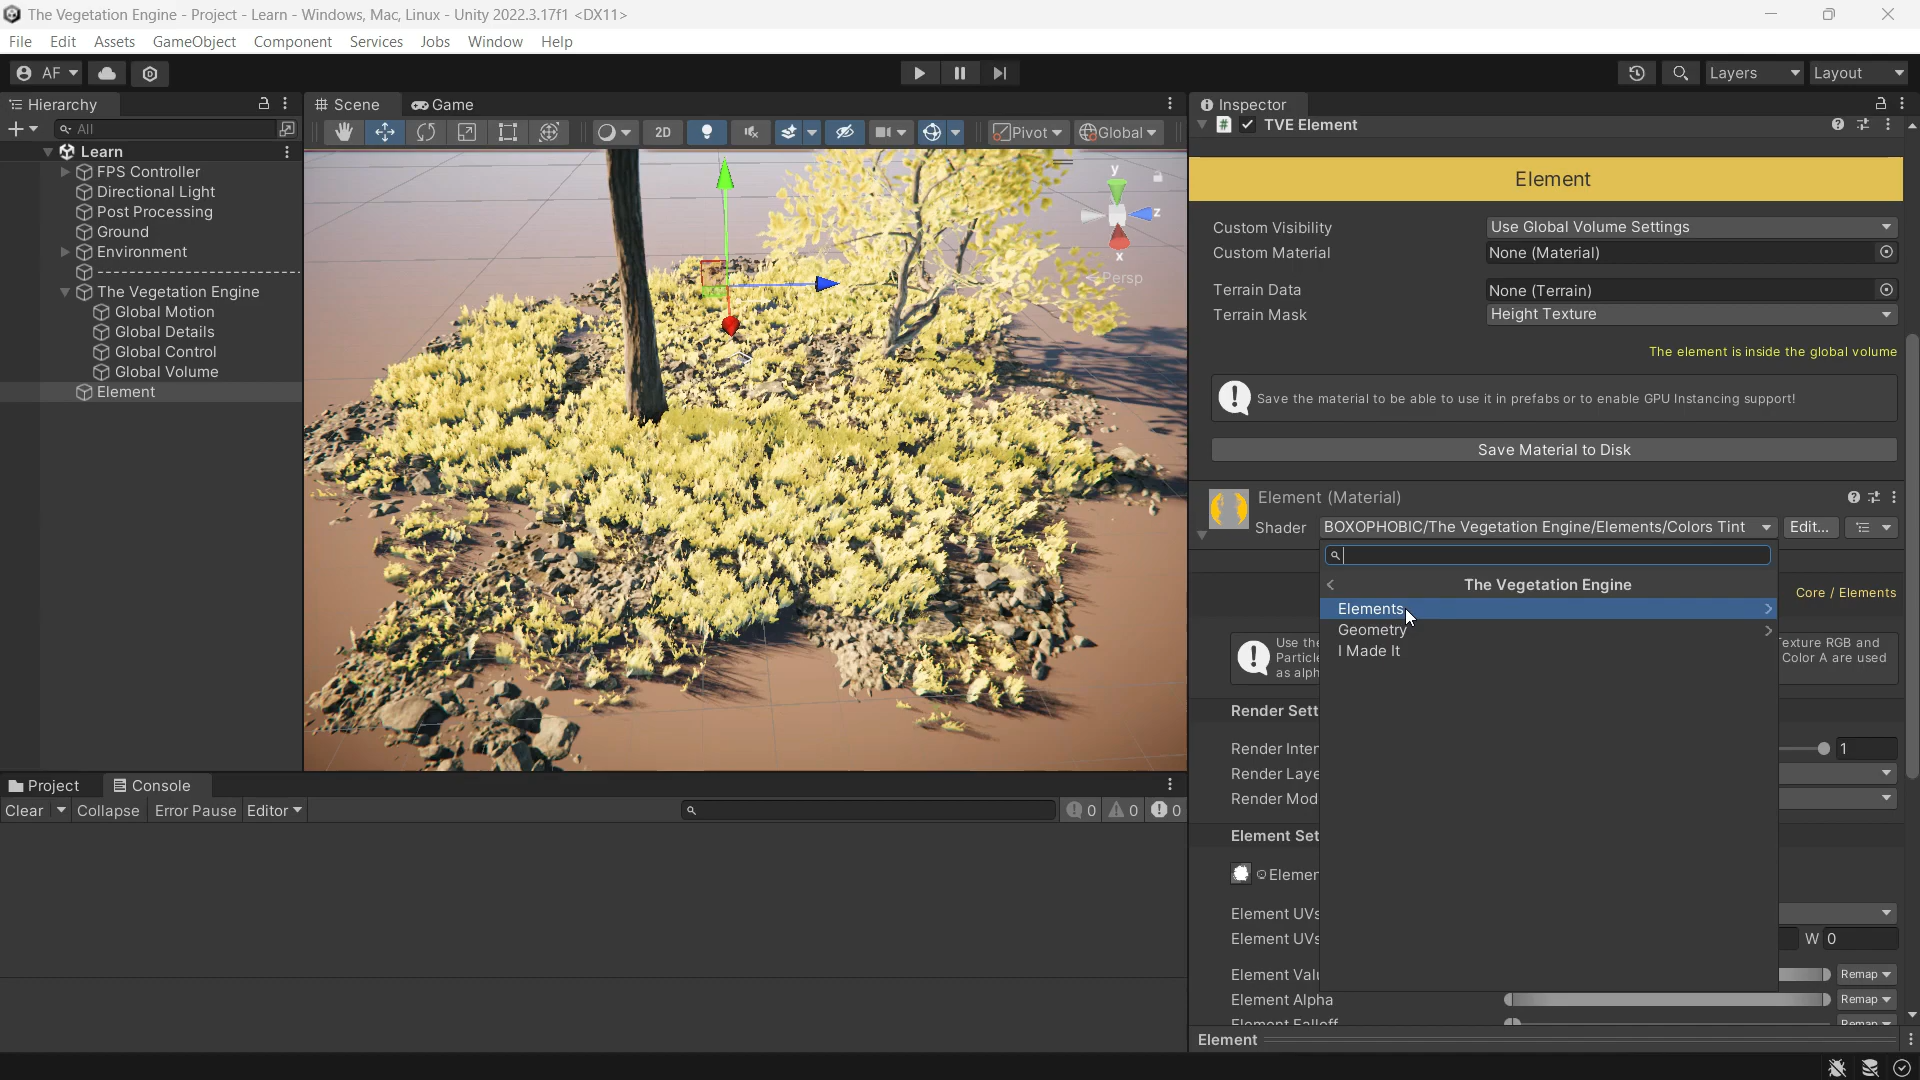 The Vegetation Engine - Project - Learn - Windows, Mac, Linux - Unity 2022.3.17f1 <DX11>
File Edit Assets GameObject Component Services Jobs Window Help
AF Layers Layout
Hierarchy
All
Learn
FPS Controller
Directional Light
Post Processing
Ground
Environment
------------------------------
The Vegetation Engine
Global Motion
Global Details
Global Control
Global Volume
Element
Scene Game
2D Pivot Global
y
z
x
Persp
Project Console
Clear Collapse Error Pause Editor 0 0 0
Inspector
TVE Element
Element
Custom Visibility Use Global Volume Settings
Custom Material None (Material)
Terrain Data None (Terrain)
Terrain Mask Height Texture
The element is inside the global volume
Save the material to be able to use it in prefabs or to enable GPU Instancing support!
Save Material to Disk
Element (Material)
Shader BOXOPHOBIC/The Vegetation Engine/Elements/Colors Tint Edit...
The Vegetation Engine
Elements
Geometry
I Made It
Core / Elements
Use the
Particle
as alph
exture RGB and
Color A are used
Render Sett
Render Inter 1
Render Laye
Render Mod
Element Set
Elemer
Element UVs
Element UVs W 0
Element Valu Remap
Element Alpha Remap
Element Falloff Remap
Element